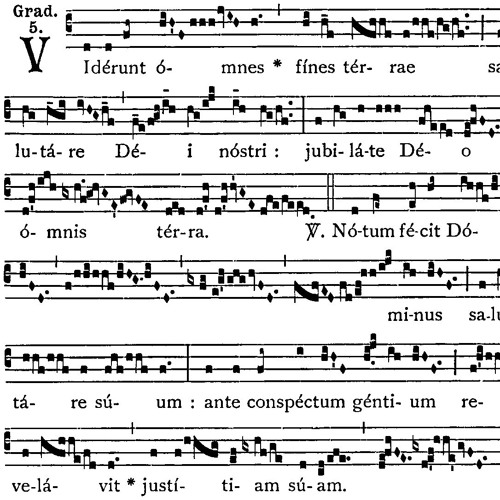 Grad.
5.
VIdérunt ó- mnes * fínes tér- rae sa
lu-tá- re Dé- i nóstri : jubi-lá-te Dé- o
ó- mnis tér-ra. ℣. Nó-tum fé-cit Dó-
mi-nus sa-lu
tá- re sú- um : ante conspéctum génti- um re-
ve-lá- vit * justí- ti- am sú-am.